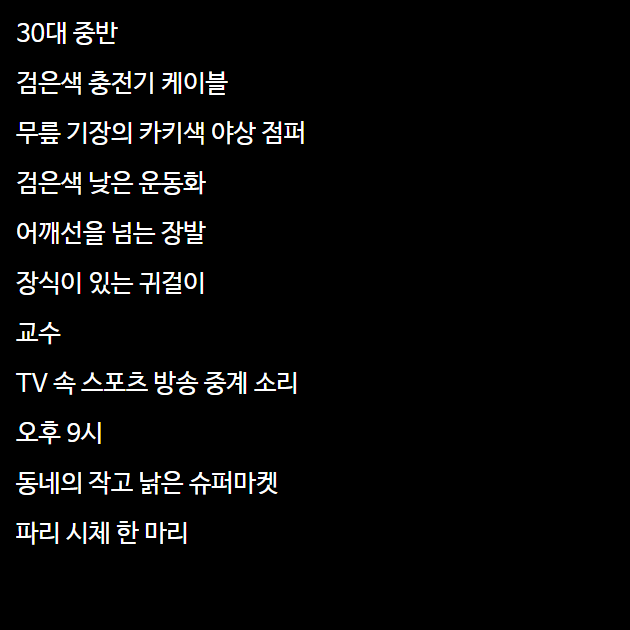 30대 중반
검은색 충전기 케이블
무릎 기장의 카키색 야상 점퍼
검은색 낮은 운동화
어깨선을 넘는 장발
장식이 있는 귀걸이
교수
TV 속 스포츠 방송 중계 소리
오후 9시
동네의 작고 낡은 슈퍼마켓
파리 시체 한 마리